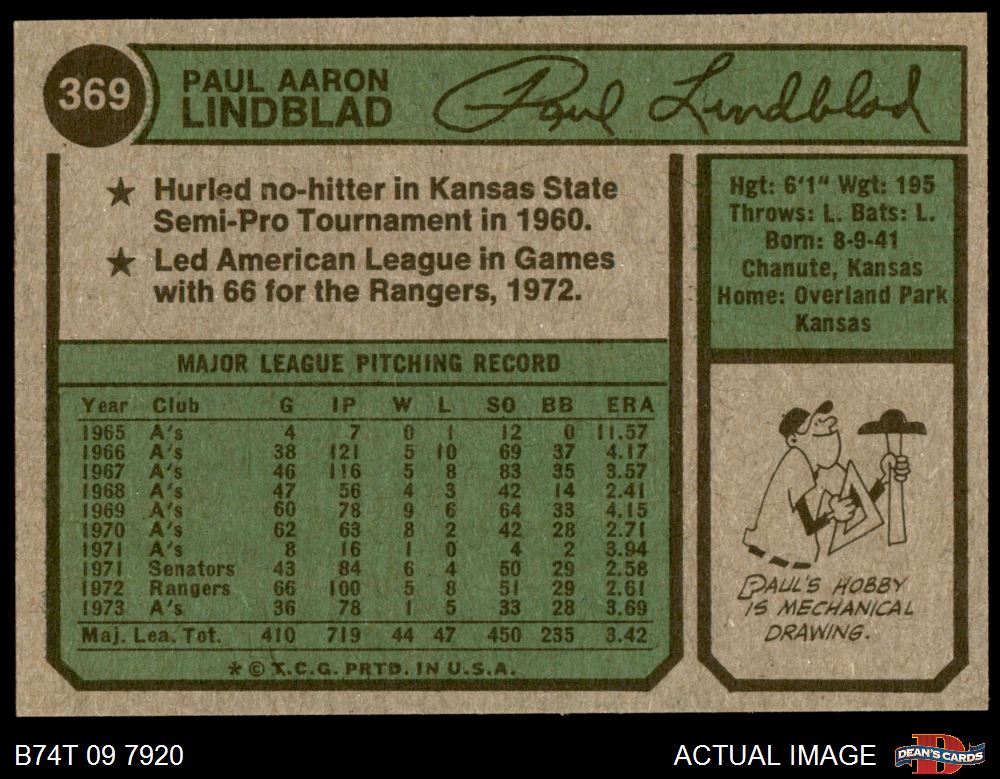 369
PAUL AARON
LINDBLAD
Paul Lindblad
★ Hurled no-hitter in Kansas State
Semi-Pro Tournament in 1960.
★ Led American League in Games
with 66 for the Rangers, 1972.
Hgt: 6'1" Wgt: 195
Throws: L. Bats: L.
Born: 8-9-41
Chanute, Kansas
Home: Overland Park
Kansas
MAJOR LEAGUE PITCHING RECORD
Year Club G IP W L SO BB ERA
1965 A's 4 7 0 1 12 0 11.57
1966 A's 38 121 5 10 69 37 4.17
1967 A's 46 116 5 8 83 35 3.57
1968 A's 47 56 4 3 42 14 2.41
1969 A's 60 78 9 6 64 33 4.15
1970 A's 62 63 8 2 42 28 2.71
1971 A's 8 16 1 0 4 2 3.94
1971 Senators 43 84 6 4 50 29 2.58
1972 Rangers 66 100 5 8 51 29 2.61
1973 A's 36 78 1 5 33 28 3.69
Maj. Lea. Tot. 410 719 44 47 450 235 3.42
* © T.C.G. PRTD. IN U.S.A.
PAUL'S HOBBY
IS MECHANICAL
DRAWING.
B74T 09 7920
ACTUAL IMAGE
D
DEAN'S CARDS